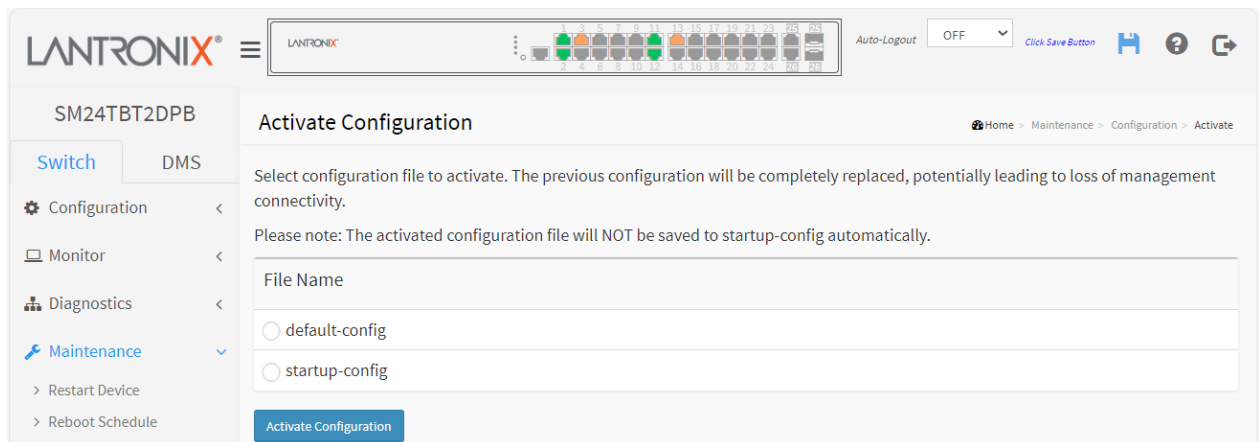 LANTRONIX®
LANTRONIX
1 3 5 7 9 11 13 15 17 19 21 23 25 25
2 4 6 8 10 12 14 16 18 20 22 24 26 26
Auto-Logout OFF Click Save Button
SM24TBT2DPB
Switch DMS
Configuration
Monitor
Diagnostics
Maintenance
> Restart Device
> Reboot Schedule
Activate Configuration
Home > Maintenance > Configuration > Activate
Select configuration file to activate. The previous configuration will be completely replaced, potentially leading to loss of management
connectivity.
Please note: The activated configuration file will NOT be saved to startup-config automatically.
File Name
default-config
startup-config
Activate Configuration